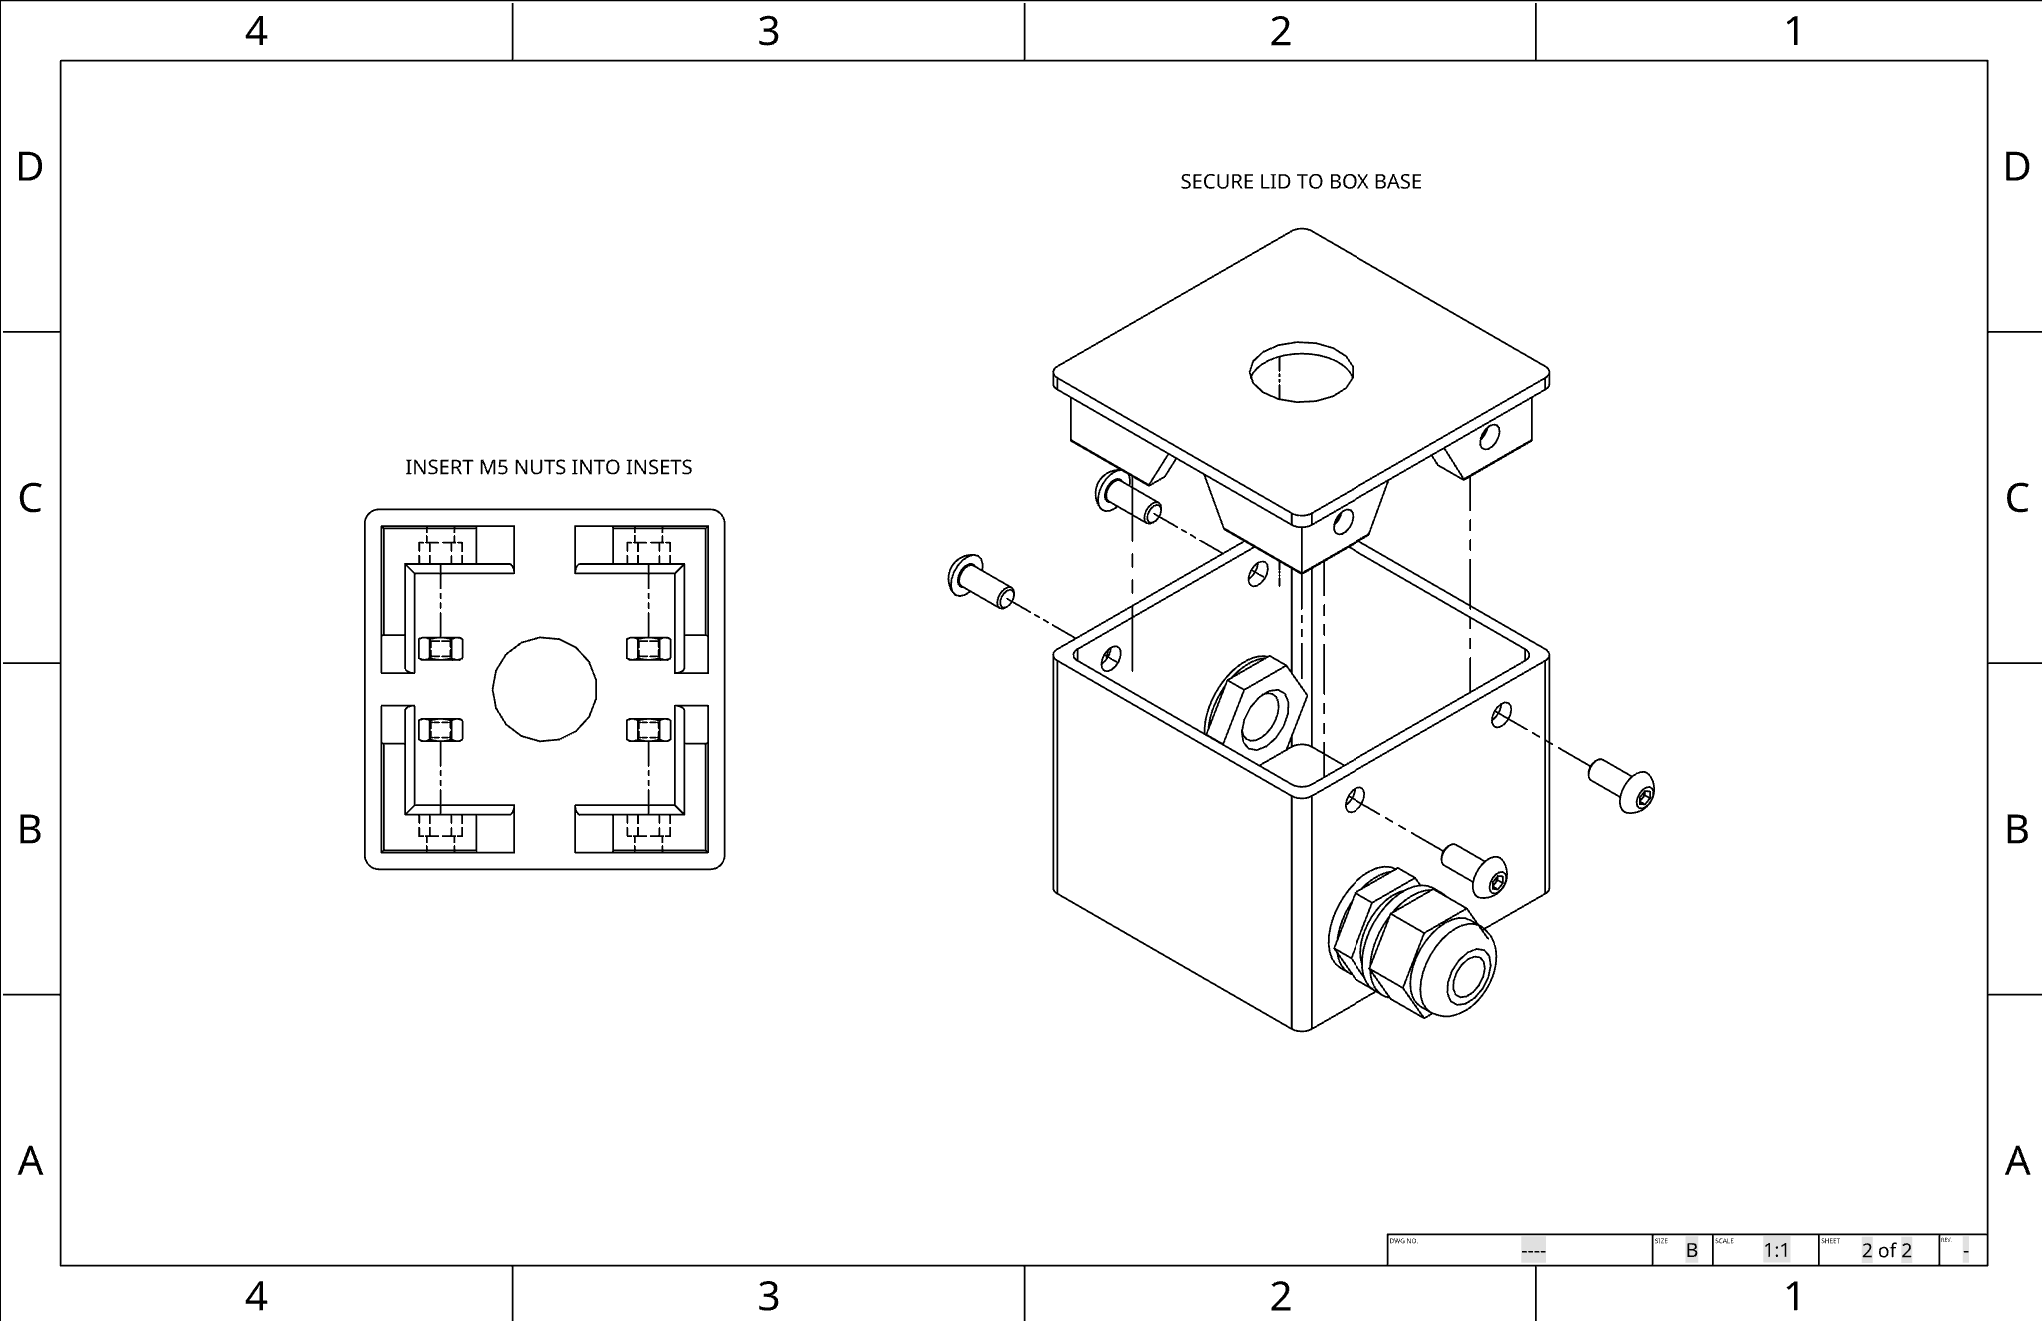 4 3 2 1
D D
SECURE LID TO BOX BASE
INSERT M5 NUTS INTO INSETS
C C
B B
A A
DWG NO. ---- SIZE B SCALE 1:1 SHEET 2 of 2 REV. -
4 3 2 1